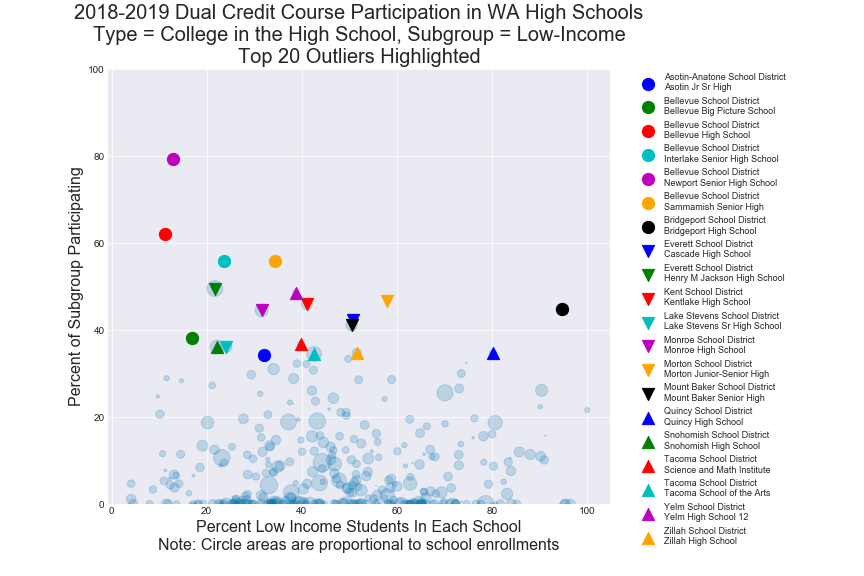 2018-2019 Dual Credit Course Participation in WA High Schools
Type = College in the High School, Subgroup = Low-Income
Top 20 Outliers Highlighted
100
80
60
40
20
0
Percent of Subgroup Participating
0
20
40
60
80
100
Percent Low Income Students In Each School
Note: Circle areas are proportional to school enrollments
Asotin-Anatone School District
Asotin Jr Sr High
Bellevue School District
Bellevue Big Picture School
Bellevue School District
Bellevue High School
Bellevue School District
Interlake Senior High School
Bellevue School District
Newport Senior High School
Bellevue School District
Sammamish Senior High
Bridgeport School District
Bridgeport High School
Everett School District
Cascade High School
Everett School District
Henry M Jackson High School
Kent School District
Kentlake High School
Lake Stevens School District
Lake Stevens Sr High School
Monroe School District
Monroe High School
Morton School District
Morton Junior-Senior High
Mount Baker School District
Mount Baker Senior High
Quincy School District
Quincy High School
Snohomish School District
Snohomish High School
Tacoma School District
Science and Math Institute
Tacoma School District
Tacoma School of the Arts
Yelm School District
Yelm High School 12
Zillah School District
Zillah High School